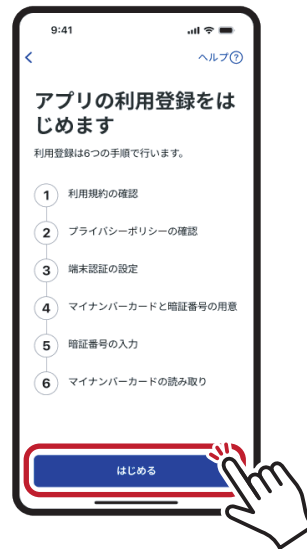 9:41
ヘルプ?
アプリの利用登録をは
じめます
利用登録は6つの手順で行います。
1 利用規約の確認
2 プライバシーポリシーの確認
3 端末認証の設定
4 マイナンバーカードと暗証番号の用意
5 暗証番号の入力
6 マイナンバーカードの読み取り
はじめる